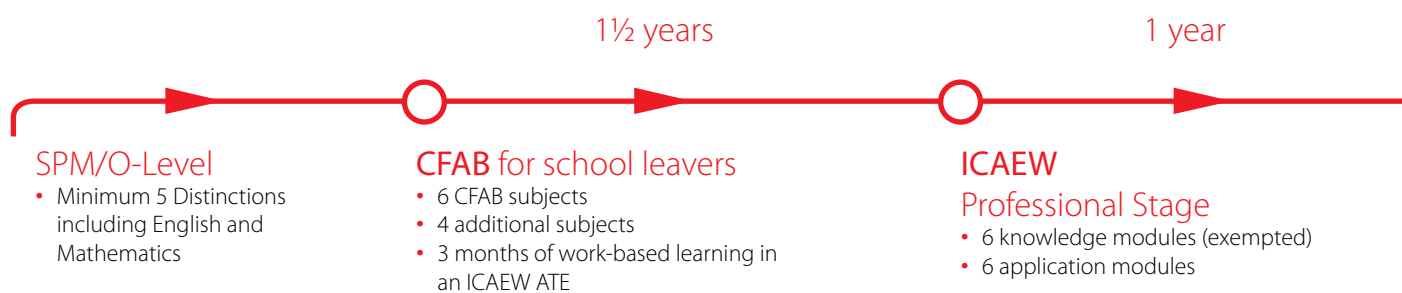 1½ years
1 year
SPM/O-Level
• Minimum 5 Distinctions
including English and
Mathematics
CFAB for school leavers
• 6 CFAB subjects
• 4 additional subjects
• 3 months of work-based learning in
an ICAEW ATE
ICAEW
Professional Stage
• 6 knowledge modules (exempted)
• 6 application modules